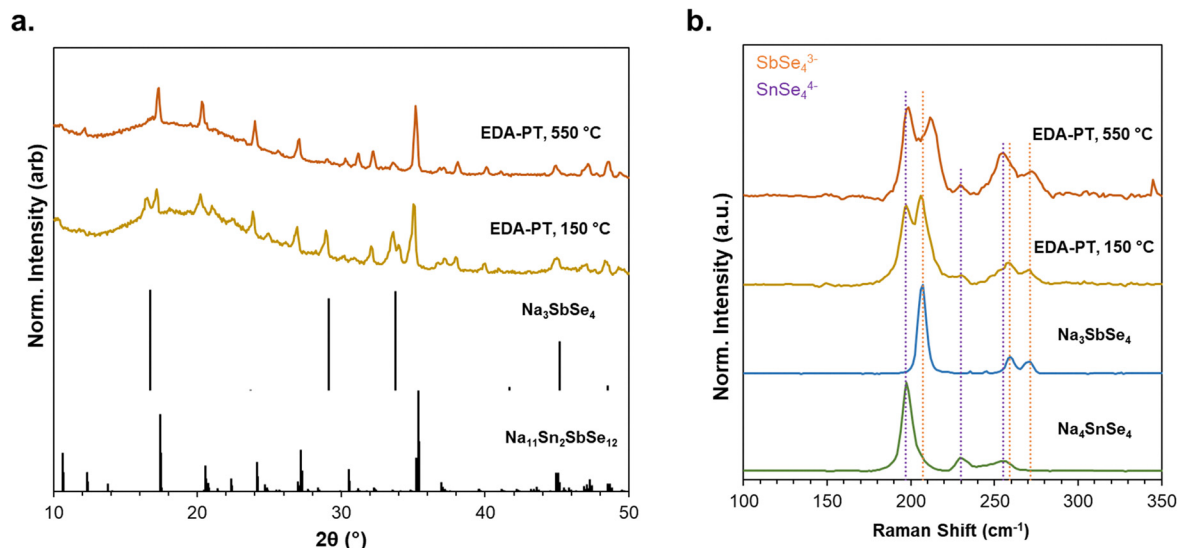 a.
EDA-PT, 550 °C
EDA-PT, 150 °C
Na₃SbSe₄
Na₁₁Sn₂SbSe₁₂
Norm. Intensity (arb)
10 20 30 40 50
2θ (°)
b.
SbSe₄³⁻
SnSe₄⁴⁻
EDA-PT, 550 °C
EDA-PT, 150 °C
Na₃SbSe₄
Na₄SnSe₄
Norm. Intensity (a.u.)
100 150 200 250 300 350
Raman Shift (cm⁻¹)